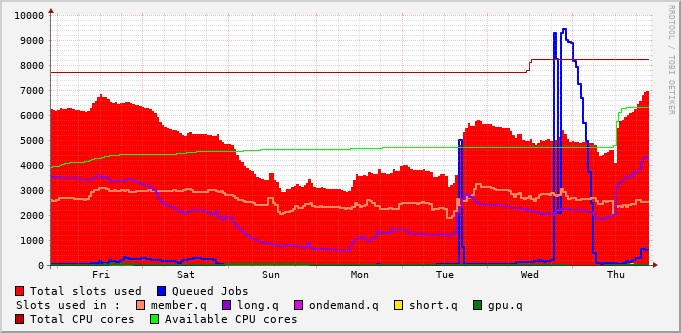 10000
9000
8000
7000
6000
5000
4000
3000
2000
1000
0
Fri Sat Sun Mon Tue Wed Thu
Total slots used Queued Jobs
Slots used in : member.q long.q ondemand.q short.q gpu.q
Total CPU cores Available CPU cores
RRDTOOL / TOBI OETIKER